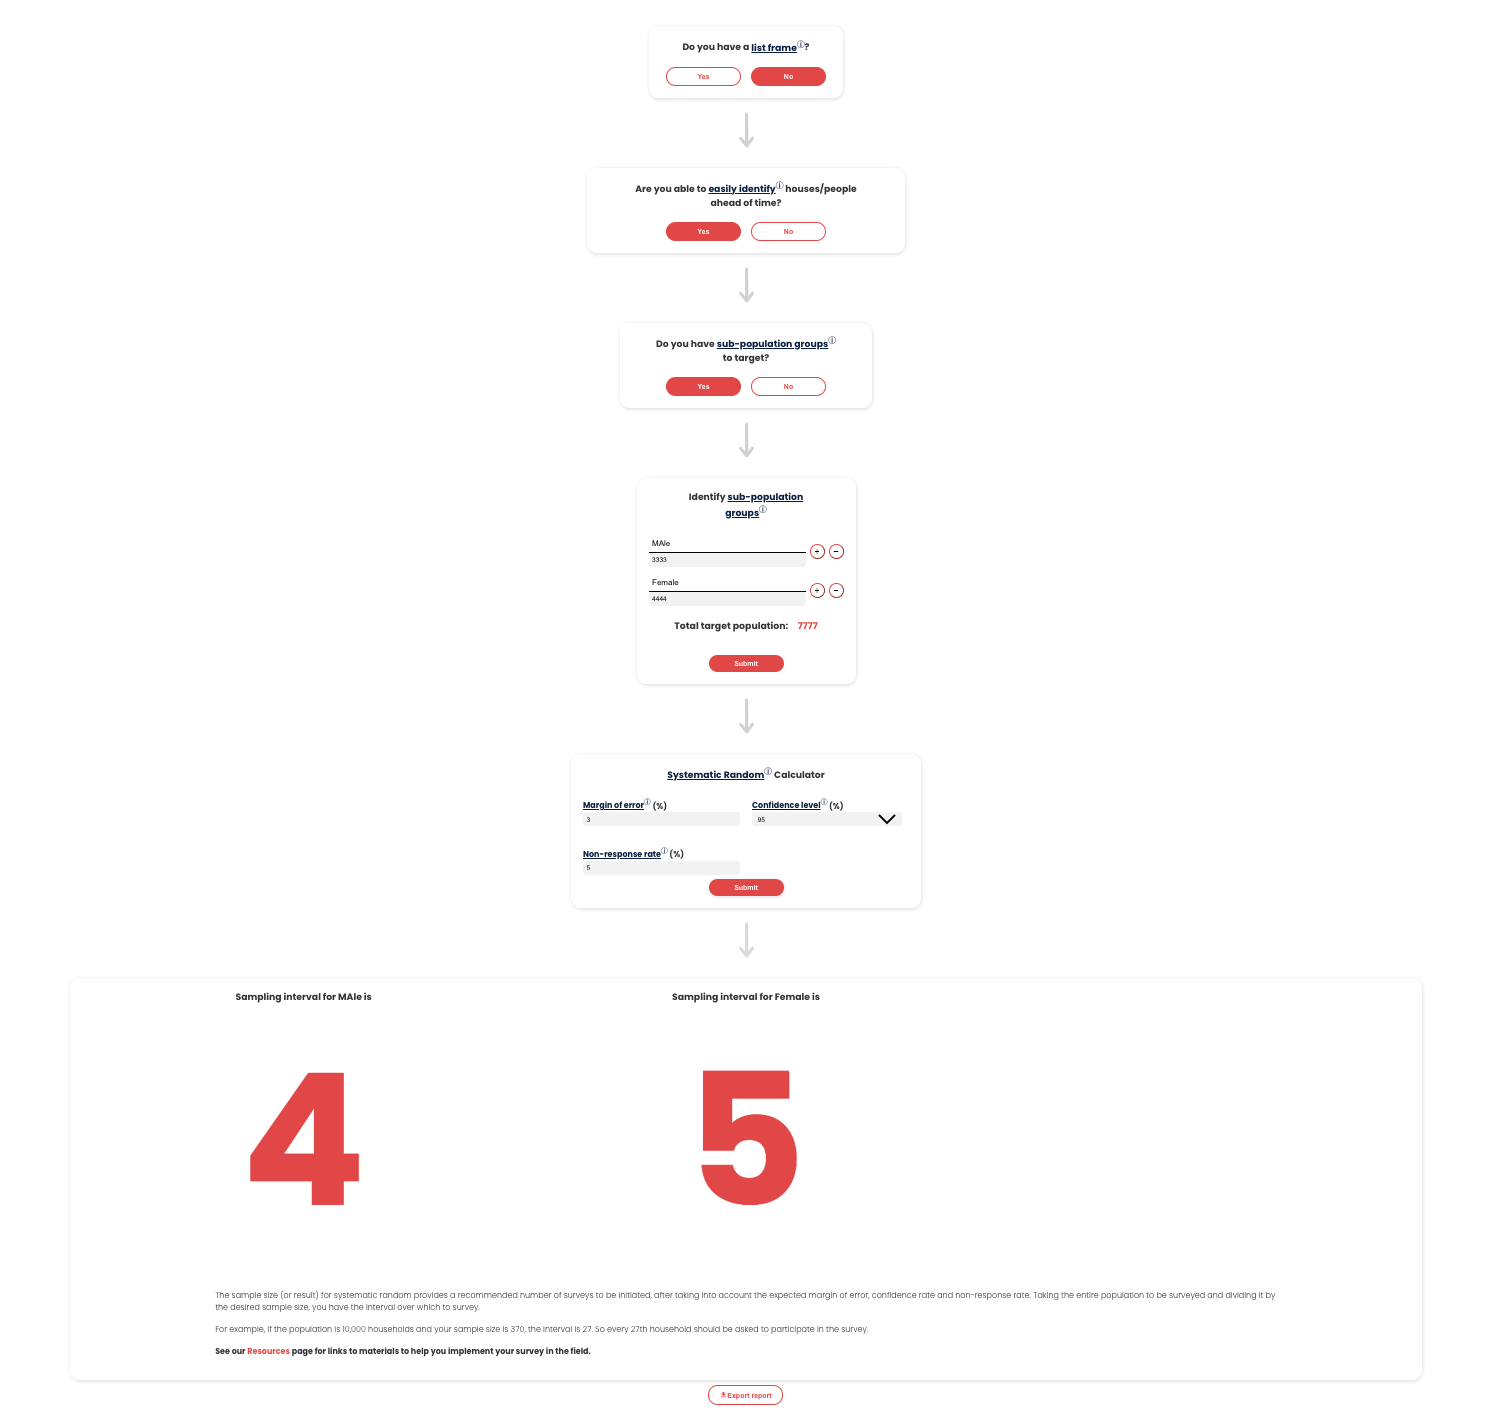 Do you have a list frame ⓘ?
Yes No
Are you able to easily identify ⓘ houses/people
ahead of time?
Yes No
Do you have sub-population groups ⓘ
to target?
Yes No
Identify sub-population
groups ⓘ
MAle
+ −
3333
Female
+ −
4444
Total target population: 7777
Submit
Systematic Random ⓘ Calculator
Margin of error ⓘ (%) Confidence level ⓘ (%)
3 95
Non-response rate ⓘ (%)
5
Submit
Sampling interval for MAle is Sampling interval for Female is
4 5
The sample size (or result) for systematic random provides a recommended number of surveys to be initiated, after taking into account the expected margin of error, confidence rate and non-response rate. Taking the entire population to be surveyed and dividing it by
the desired sample size, you have the interval over which to survey.
For example, if the population is 10,000 households and your sample size is 370, the interval is 27. So every 27th household should be asked to participate in the survey.
See our Resources page for links to materials to help you implement your survey in the field.
Export report